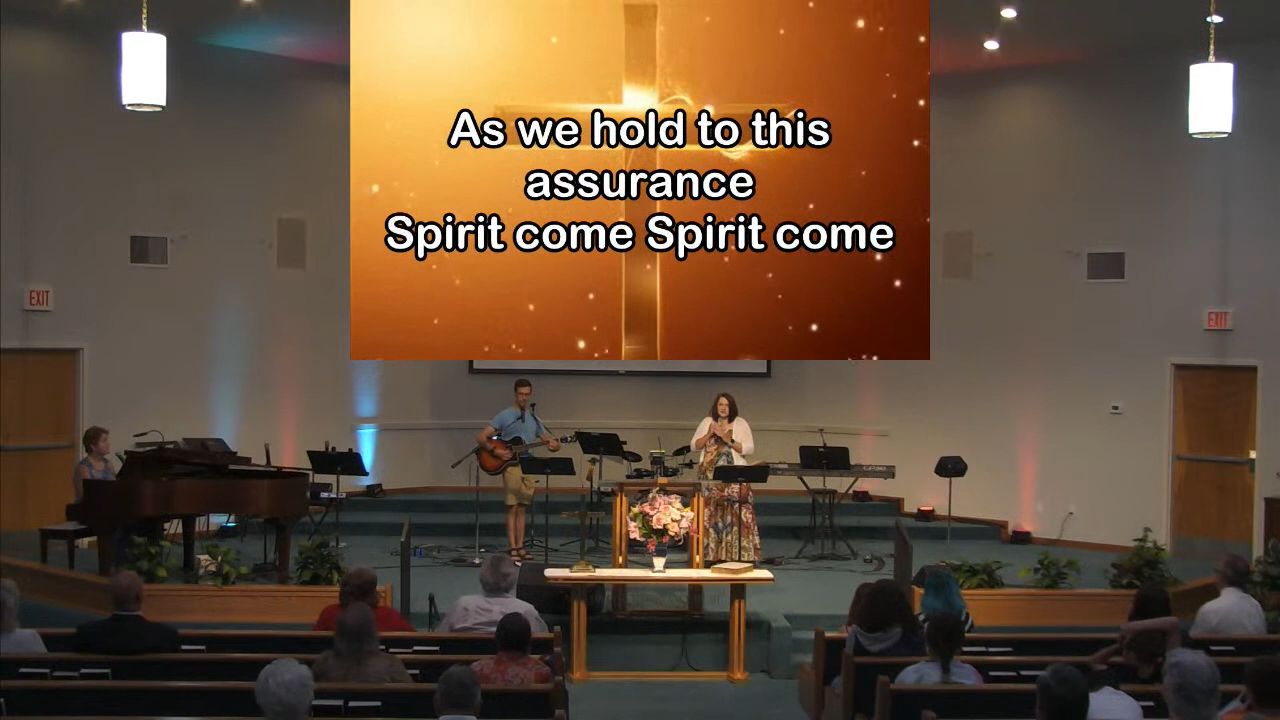 As we hold to this
assurance
Spirit come Spirit come
EXIT
EXIT